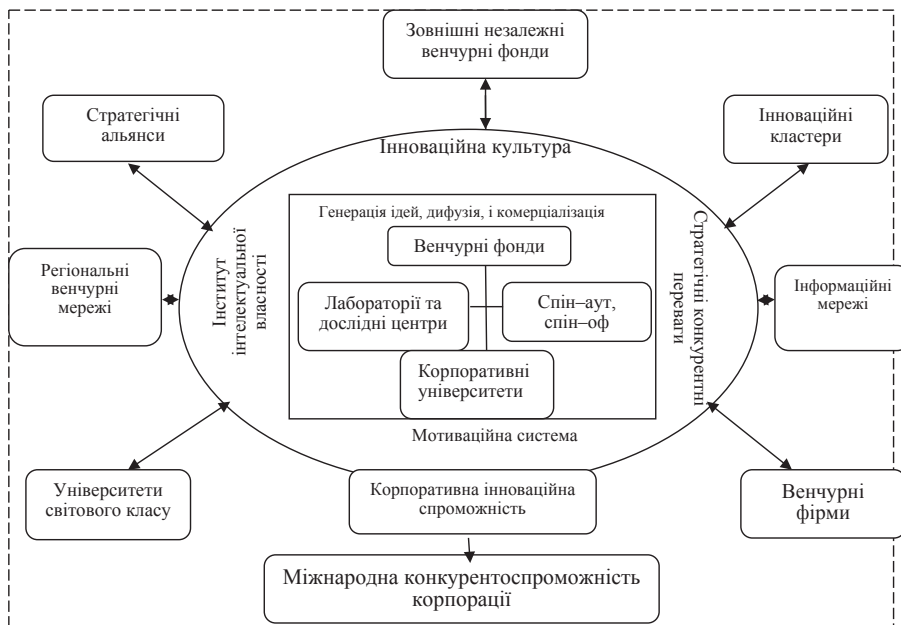 Зовнішні незалежні
венчурні фонди
Стратегічні
альянси
Інноваційні
кластери
Інноваційна культура
Генерація ідей, дифузія, і комерціалізація
Венчурні фонди
Лабораторії та
дослідні центри
Спін–аут,
спін–оф
Корпоративні
університети
Інститут
інтелектуальної
власності
Стратегічні конкурентні
переваги
Регіональні
венчурні
мережі
Інформаційні
мережі
Мотиваційна система
Університети
світового класу
Корпоративна інноваційна
спроможність
Венчурні
фірми
Міжнародна конкурентоспроможність
корпорації